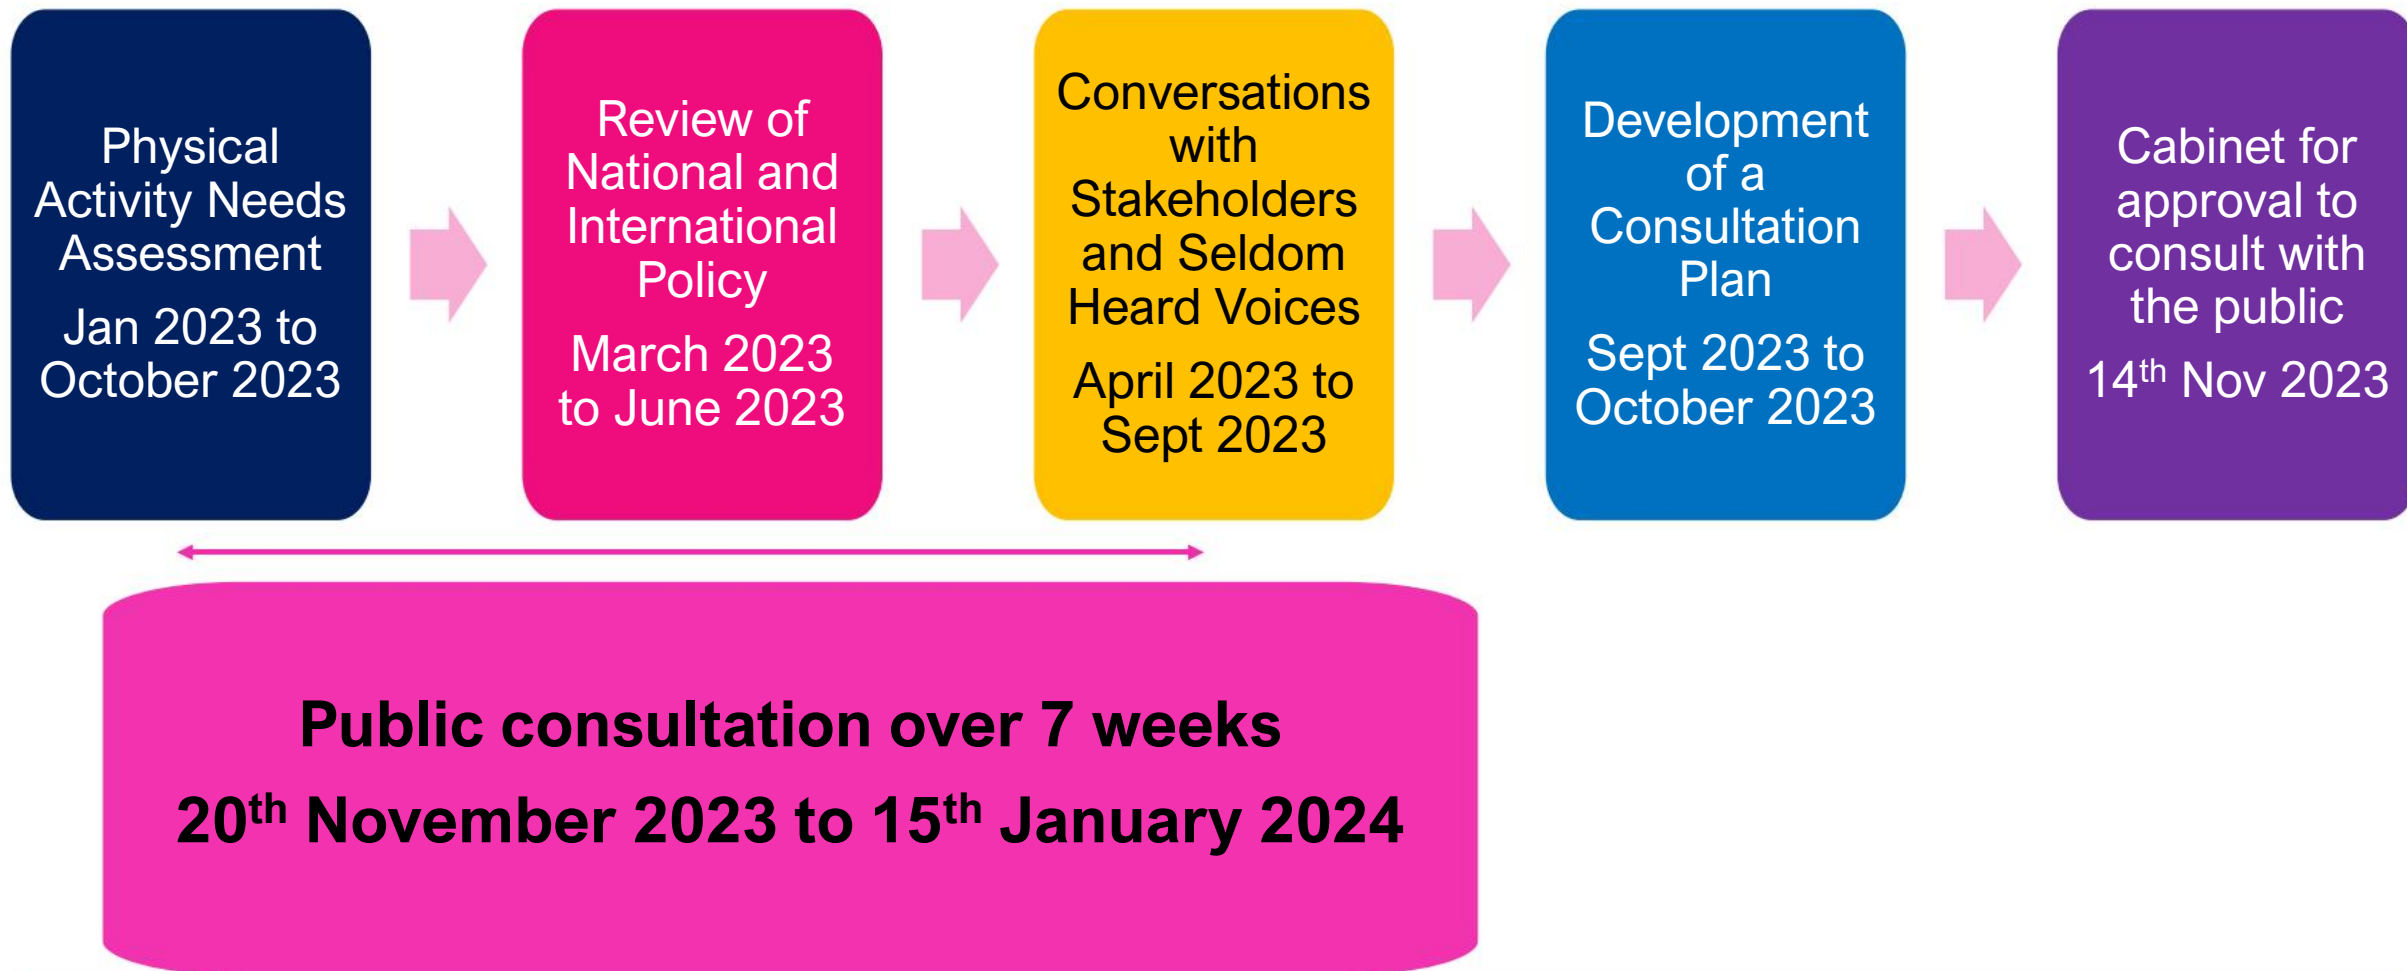 Physical
Activity Needs
Assessment
Jan 2023 to
October 2023
Review of
National and
International
Policy
March 2023
to June 2023
Conversations
with
Stakeholders
and Seldom
Heard Voices
April 2023 to
Sept 2023
Development
of a
Consultation
Plan
Sept 2023 to
October 2023
Cabinet for
approval to
consult with
the public
14th Nov 2023
Public consultation over 7 weeks
20th November 2023 to 15th January 2024